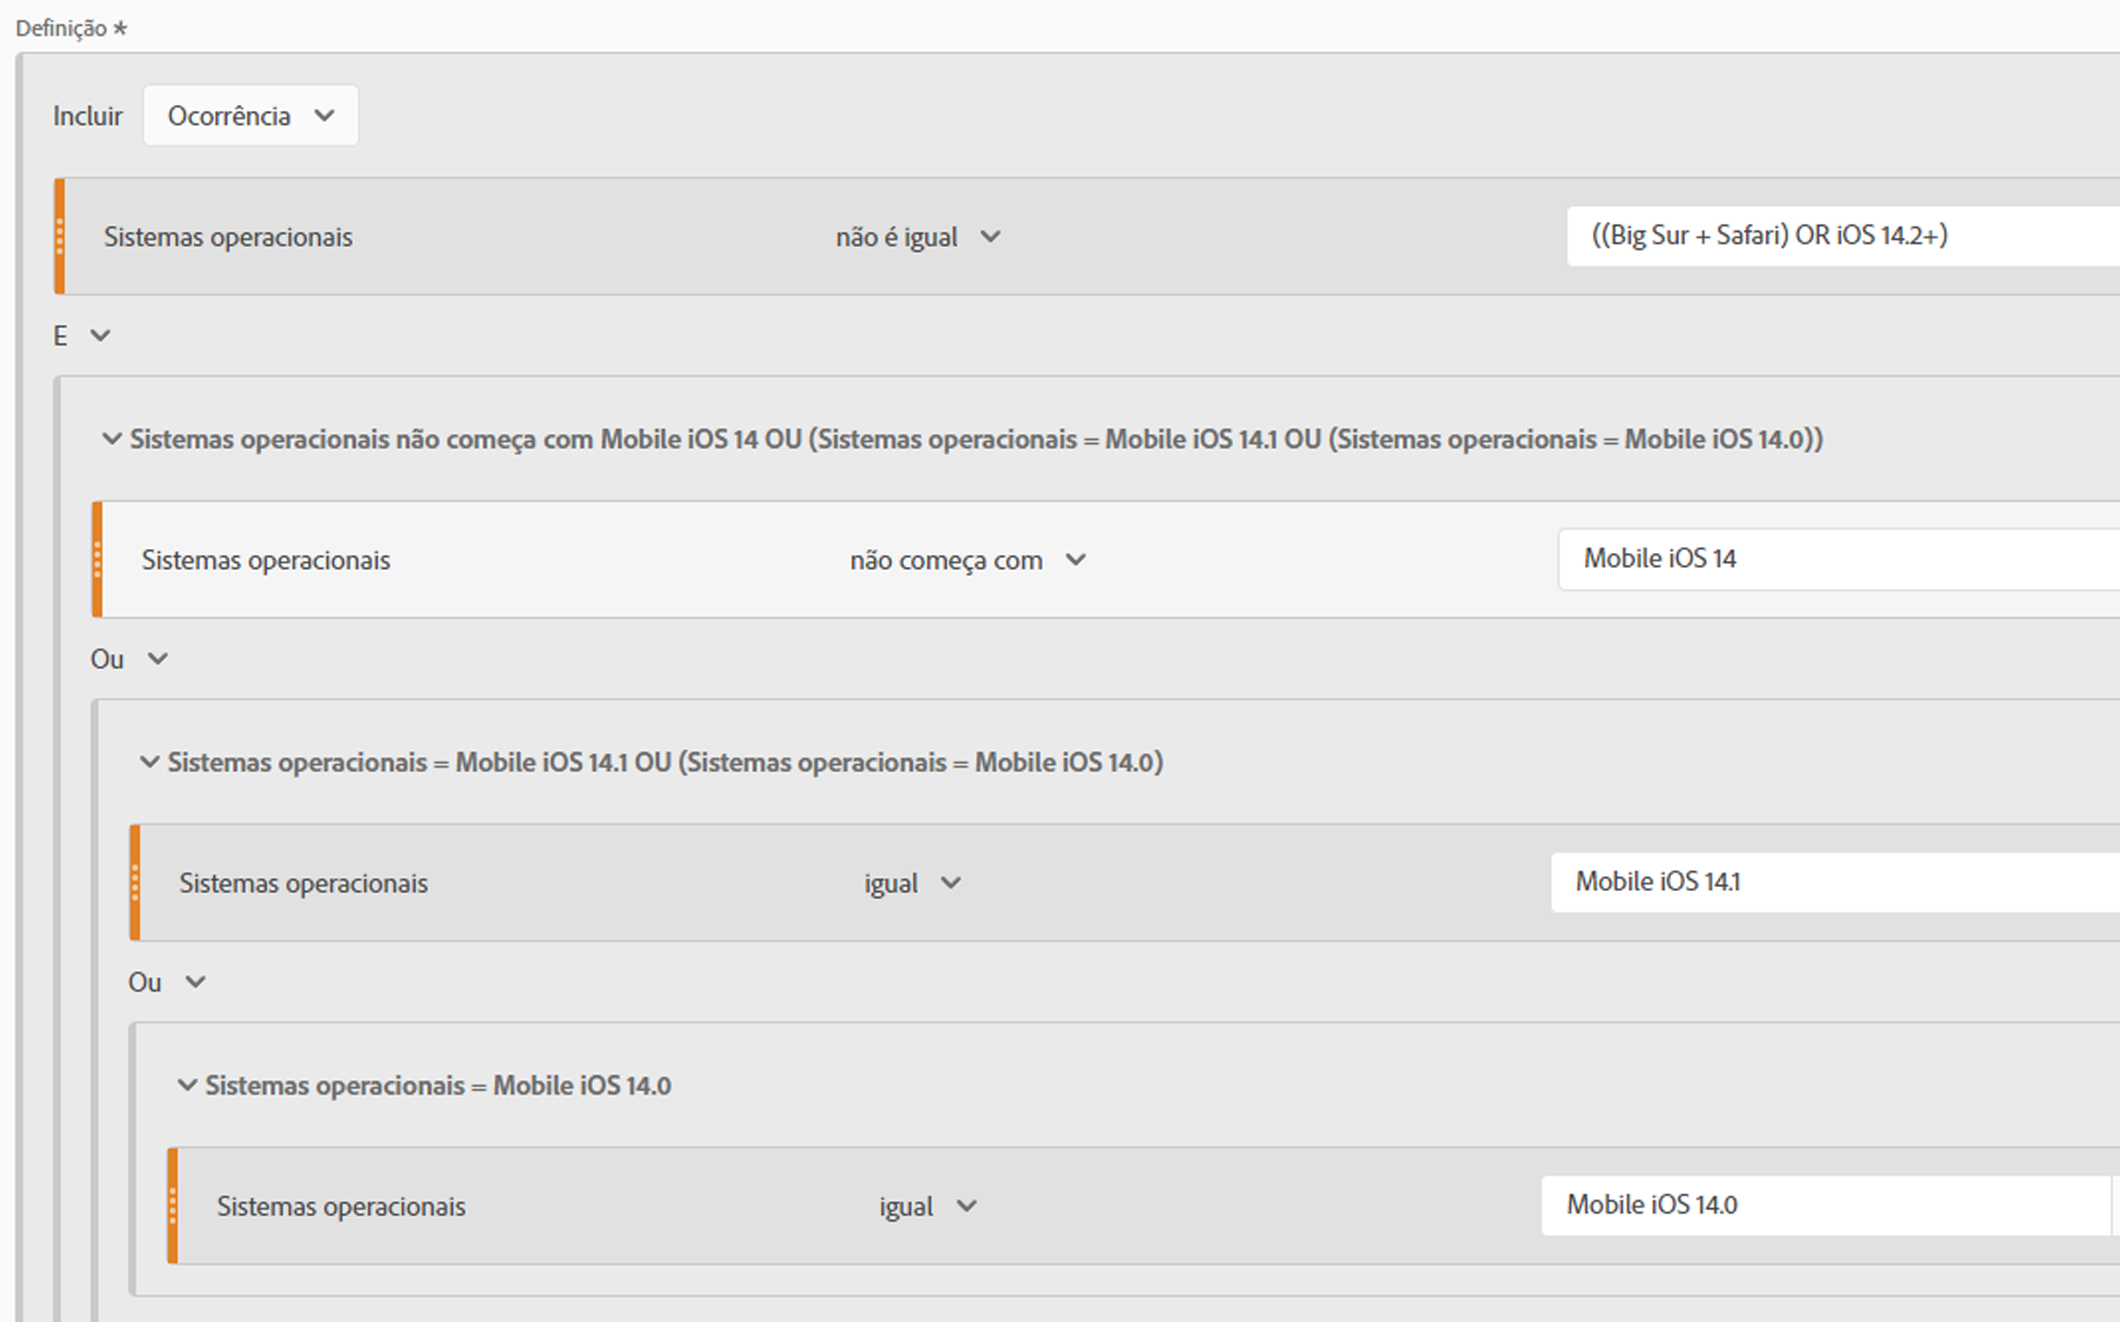 Definição *
Incluir Ocorrência
Sistemas operacionais não é igual ((Big Sur + Safari) OR iOS 14.2+)
E
Sistemas operacionais não começa com Mobile iOS 14 OU (Sistemas operacionais = Mobile iOS 14.1 OU (Sistemas operacionais = Mobile iOS 14.0))
Sistemas operacionais não começa com Mobile iOS 14
Ou
Sistemas operacionais = Mobile iOS 14.1 OU (Sistemas operacionais = Mobile iOS 14.0)
Sistemas operacionais igual Mobile iOS 14.1
Ou
Sistemas operacionais = Mobile iOS 14.0
Sistemas operacionais igual Mobile iOS 14.0